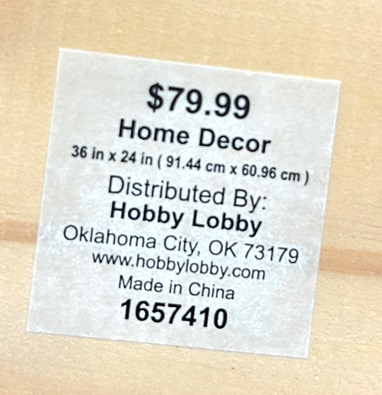 $79.99
Home Decor
36 in x 24 in ( 91.44 cm x 60.96 cm )
Distributed By:
Hobby Lobby
Oklahoma City, OK 73179
www.hobbylobby.com
Made in China
1657410